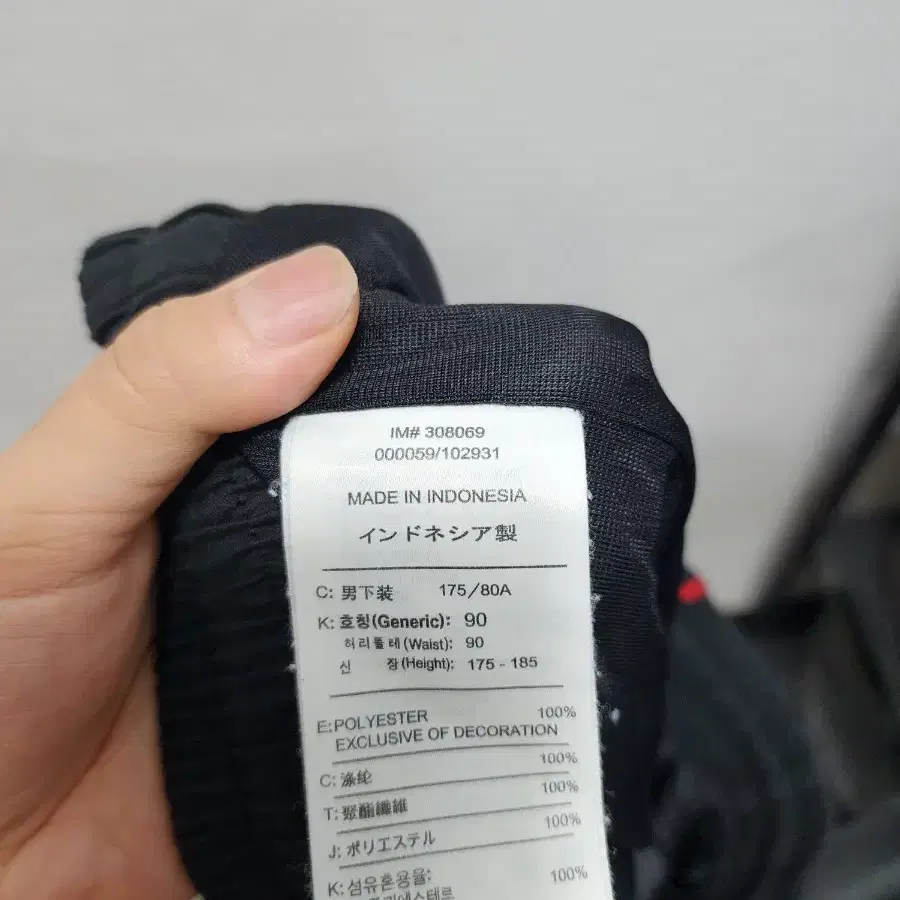 IM# 308069
000059/102931
MADE IN INDONESIA
インドネシア製
C: 男下装 175/80A
K: 호칭(Generic): 90
허리둘레(Waist): 90
신 장(Height): 175 - 185
E: POLYESTER 100%
EXCLUSIVE OF DECORATION
C: 涤纶 100%
T: 聚酯纖維 100%
J: ポリエステル 100%
K: 섬유혼용율: 100%